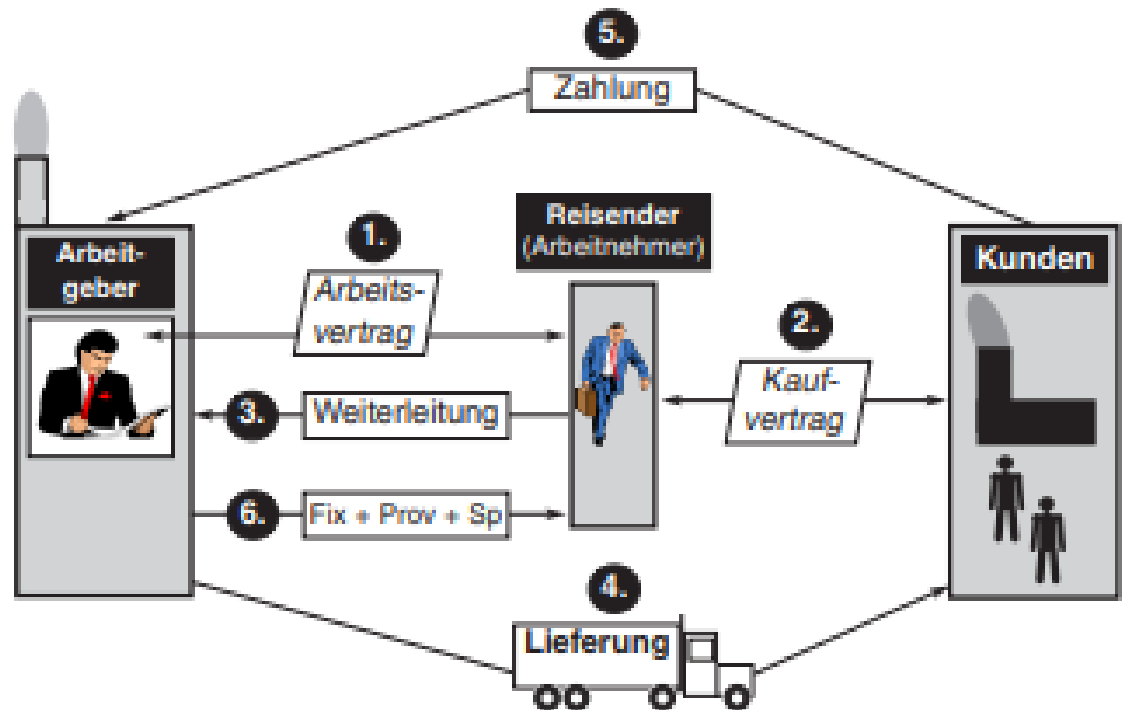 5.
Zahlung
Reisender
(Arbeitnehmer)
1.
Arbeit-
geber
Arbeits-
vertrag
Kunden
2.
Kauf-
vertrag
3.
Weiterleitung
6.
Fix + Prov + Sp
4.
Lieferung